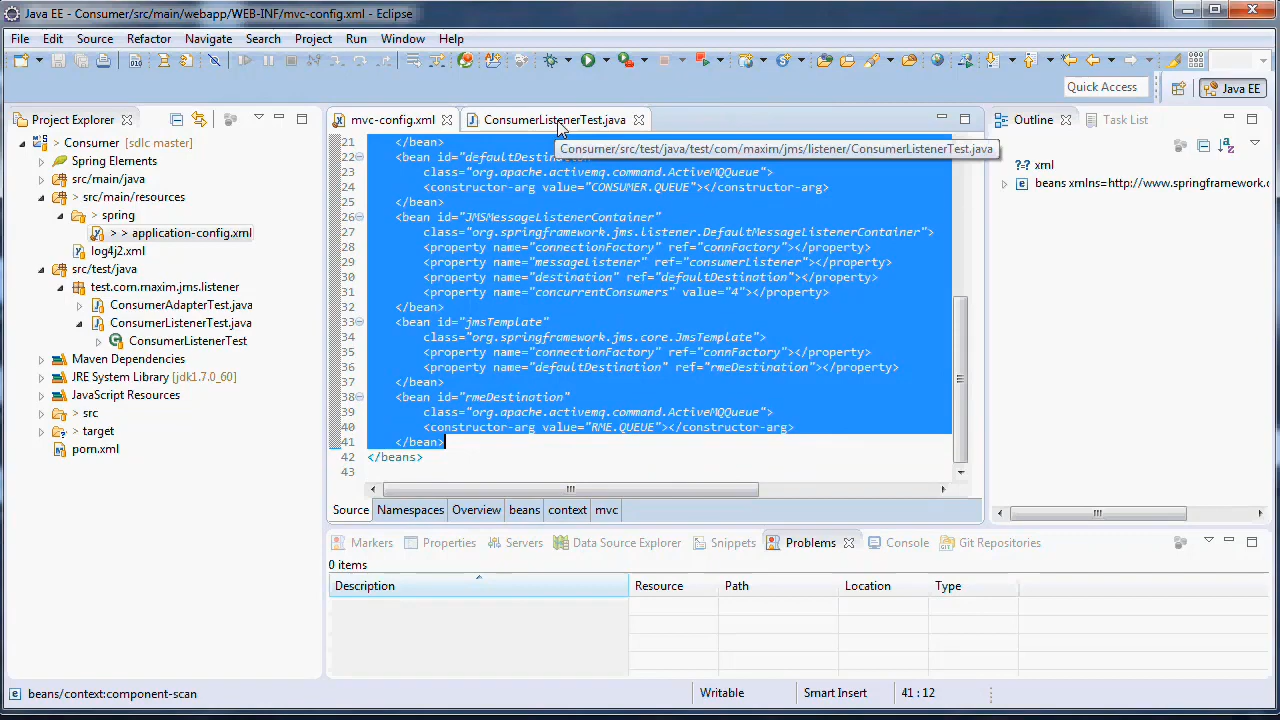 Java EE - Consumer/src/main/webapp/WEB-INF/mvc-config.xml - Eclipse
File Edit Source Refactor Navigate Search Project Run Window Help
Quick Access
Java EE
Project Explorer
Consumer [sdlc master]
Spring Elements
src/main/java
> src/main/resources
> spring
> > application-config.xml
log4j2.xml
src/test/java
test.com.maxim.jms.listener
ConsumerAdapterTest.java
ConsumerListenerTest.java
ConsumerListenerTest
Maven Dependencies
JRE System Library [jdk1.7.0_60]
JavaScript Resources
> src
> target
pom.xml
mvc-config.xml
ConsumerListenerTest.java
Consumer/src/test/java/test/com/maxim/jms/listener/ConsumerListenerTest.java
21 </bean>
22 <bean id="defaultDestination
23 class="org.apache.activemq.command.ActiveMQQueue">
24 <constructor-arg value="CONSUMER.QUEUE"></constructor-arg>
25 </bean>
26 <bean id="JMSMessageListenerContainer"
27 class="org.springframework.jms.listener.DefaultMessageListenerContainer">
28 <property name="connectionFactory" ref="connFactory"></property>
29 <property name="messageListener" ref="consumerListener"></property>
30 <property name="destination" ref="defaultDestination"></property>
31 <property name="concurrentConsumers" value="4"></property>
32 </bean>
33 <bean id="jmsTemplate"
34 class="org.springframework.jms.core.JmsTemplate">
35 <property name="connectionFactory" ref="connFactory"></property>
36 <property name="defaultDestination" ref="rmeDestination"></property>
37 </bean>
38 <bean id="rmeDestination"
39 class="org.apache.activemq.command.ActiveMQQueue">
40 <constructor-arg value="RME.QUEUE"></constructor-arg>
41 </bean>
42 </beans>
43
Source Namespaces Overview beans context mvc
Outline Task List
xml
beans xmlns=http://www.springframework.o
Markers Properties Servers Data Source Explorer Snippets Problems Console Git Repositories
0 items
Description Resource Path Location Type
beans/context:component-scan
Writable Smart Insert 41 : 12